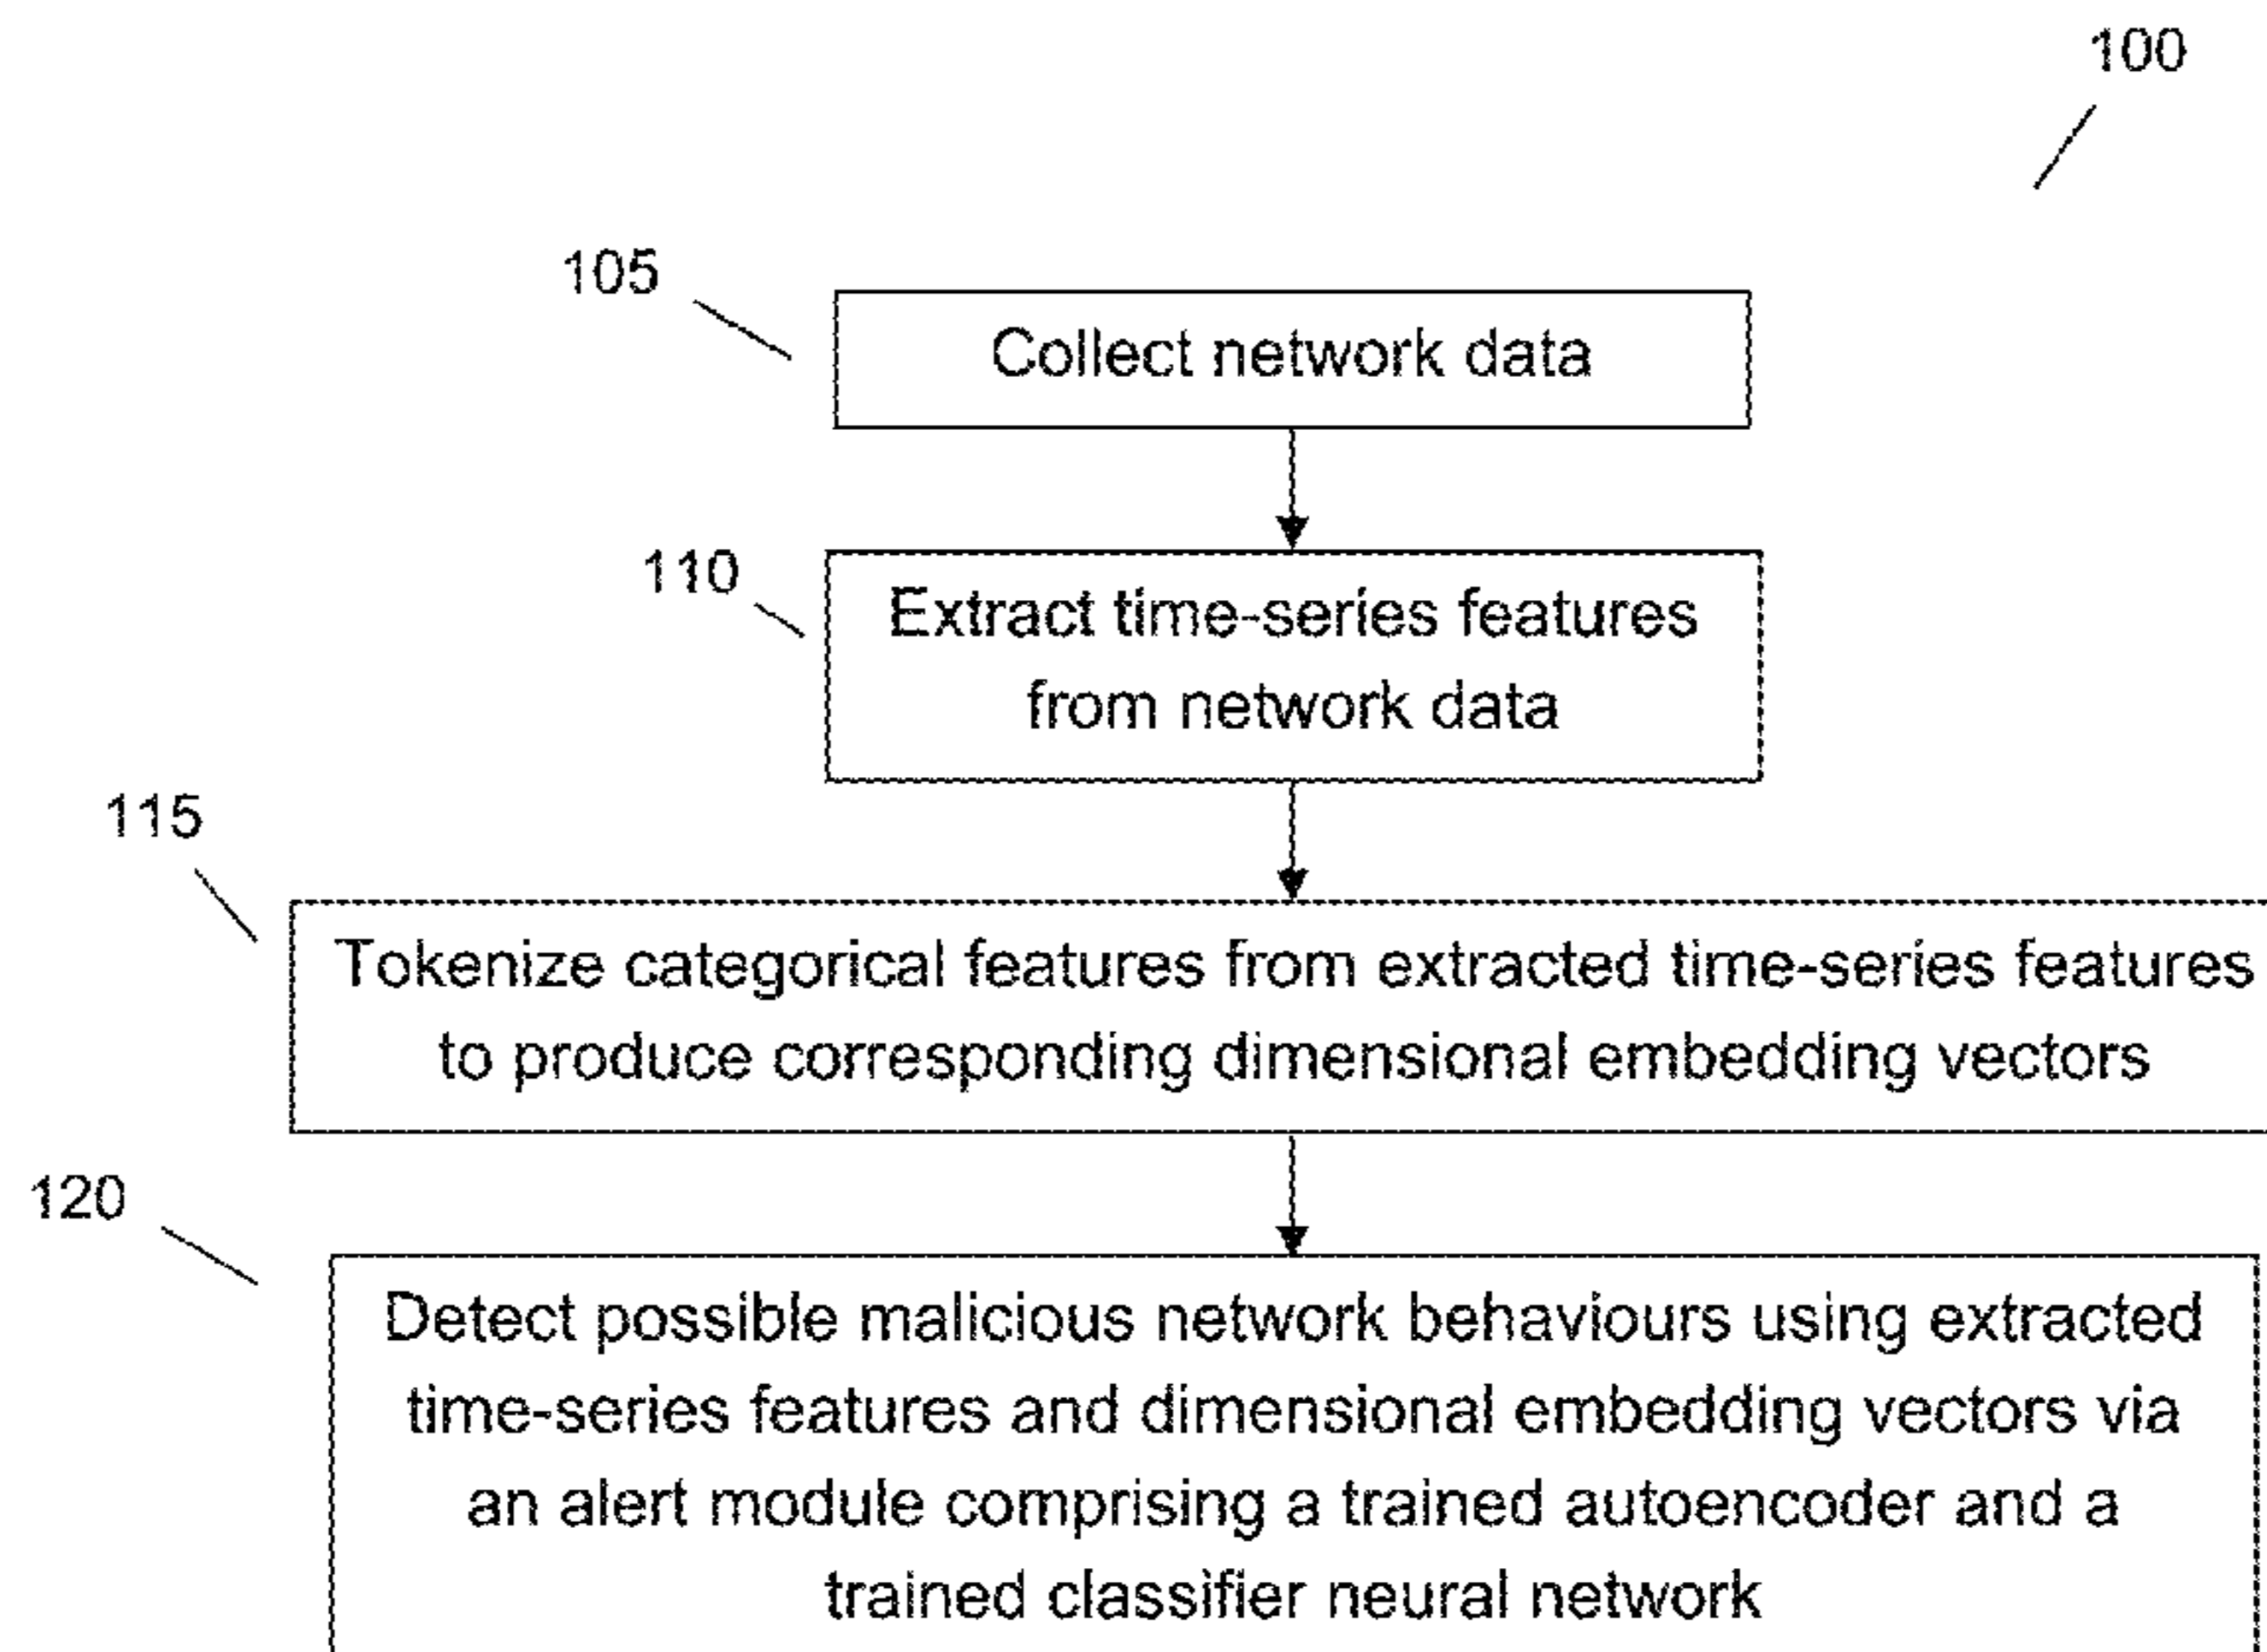 100
105
Collect network data
110
Extract time-series features
from network data
115
Tokenize categorical features from extracted time-series features
to produce corresponding dimensional embedding vectors
120
Detect possible malicious network behaviours using extracted
time-series features and dimensional embedding vectors via
an alert module comprising a trained autoencoder and a
trained classifier neural network